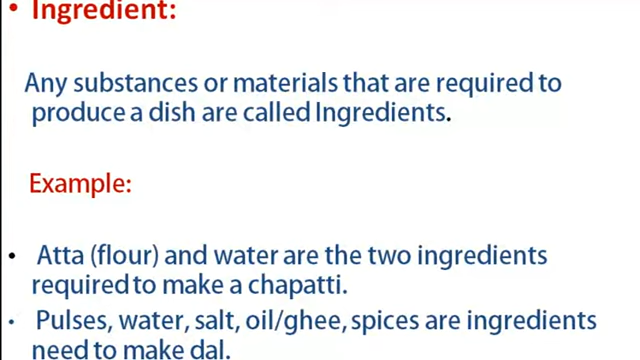 • Ingredient:
Any substances or materials that are required to
produce a dish are called Ingredients.
Example:
• Atta (flour) and water are the two ingredients
required to make a chapatti.
• Pulses, water, salt, oil/ghee, spices are ingredients
need to make dal.